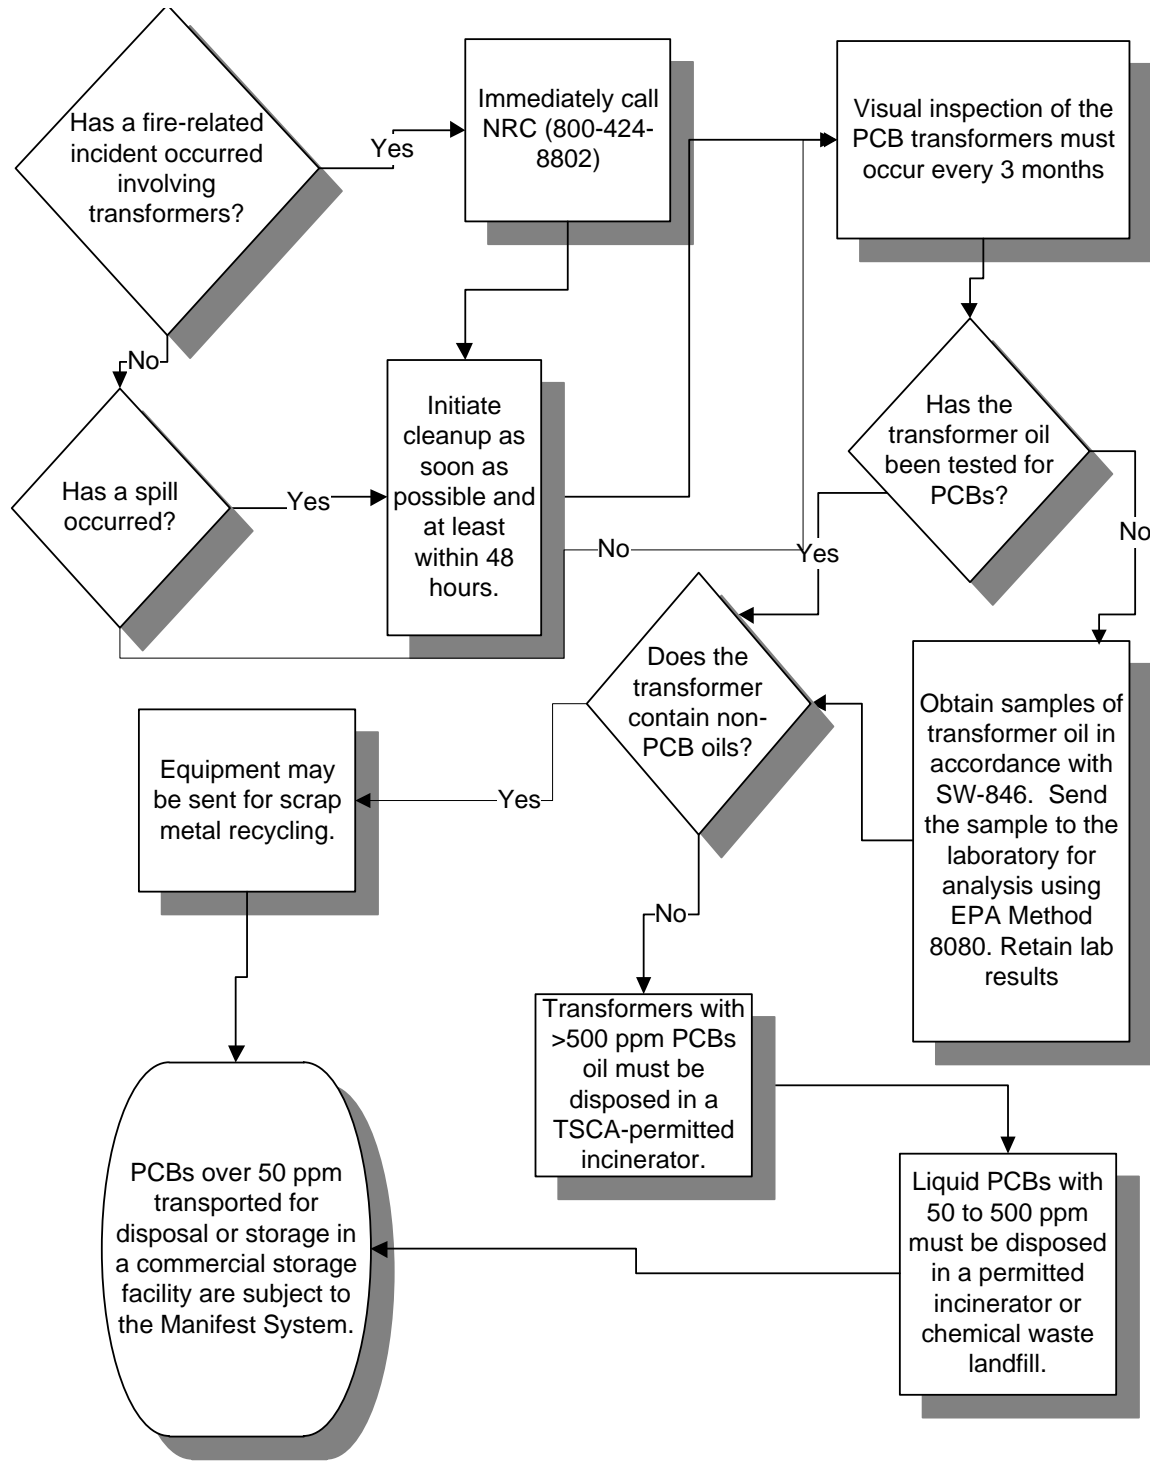 Has a fire-related
incident occurred
involving
transformers?
Yes
Immediately call
NRC (800-424-
8802)
Visual inspection of the
PCB transformers must
occur every 3 months
No
Has a spill
occurred?
Yes
Initiate
cleanup as
soon as
possible and
at least
within 48
hours.
No
Has the
transformer oil
been tested for
PCBs?
Yes
No
Does the
transformer
contain non-
PCB oils?
Obtain samples of
transformer oil in
accordance with
SW-846.  Send
the sample to the
laboratory for
analysis using
EPA Method
8080. Retain lab
results
Yes
Equipment may
be sent for scrap
metal recycling.
No
Transformers with
>500 ppm PCBs
oil must be
disposed in a
TSCA-permitted
incinerator.
Liquid PCBs with
50 to 500 ppm
must be disposed
in a permitted
incinerator or
chemical waste
landfill.
PCBs over 50 ppm
transported for
disposal or storage in
a commercial storage
facility are subject to
the Manifest System.